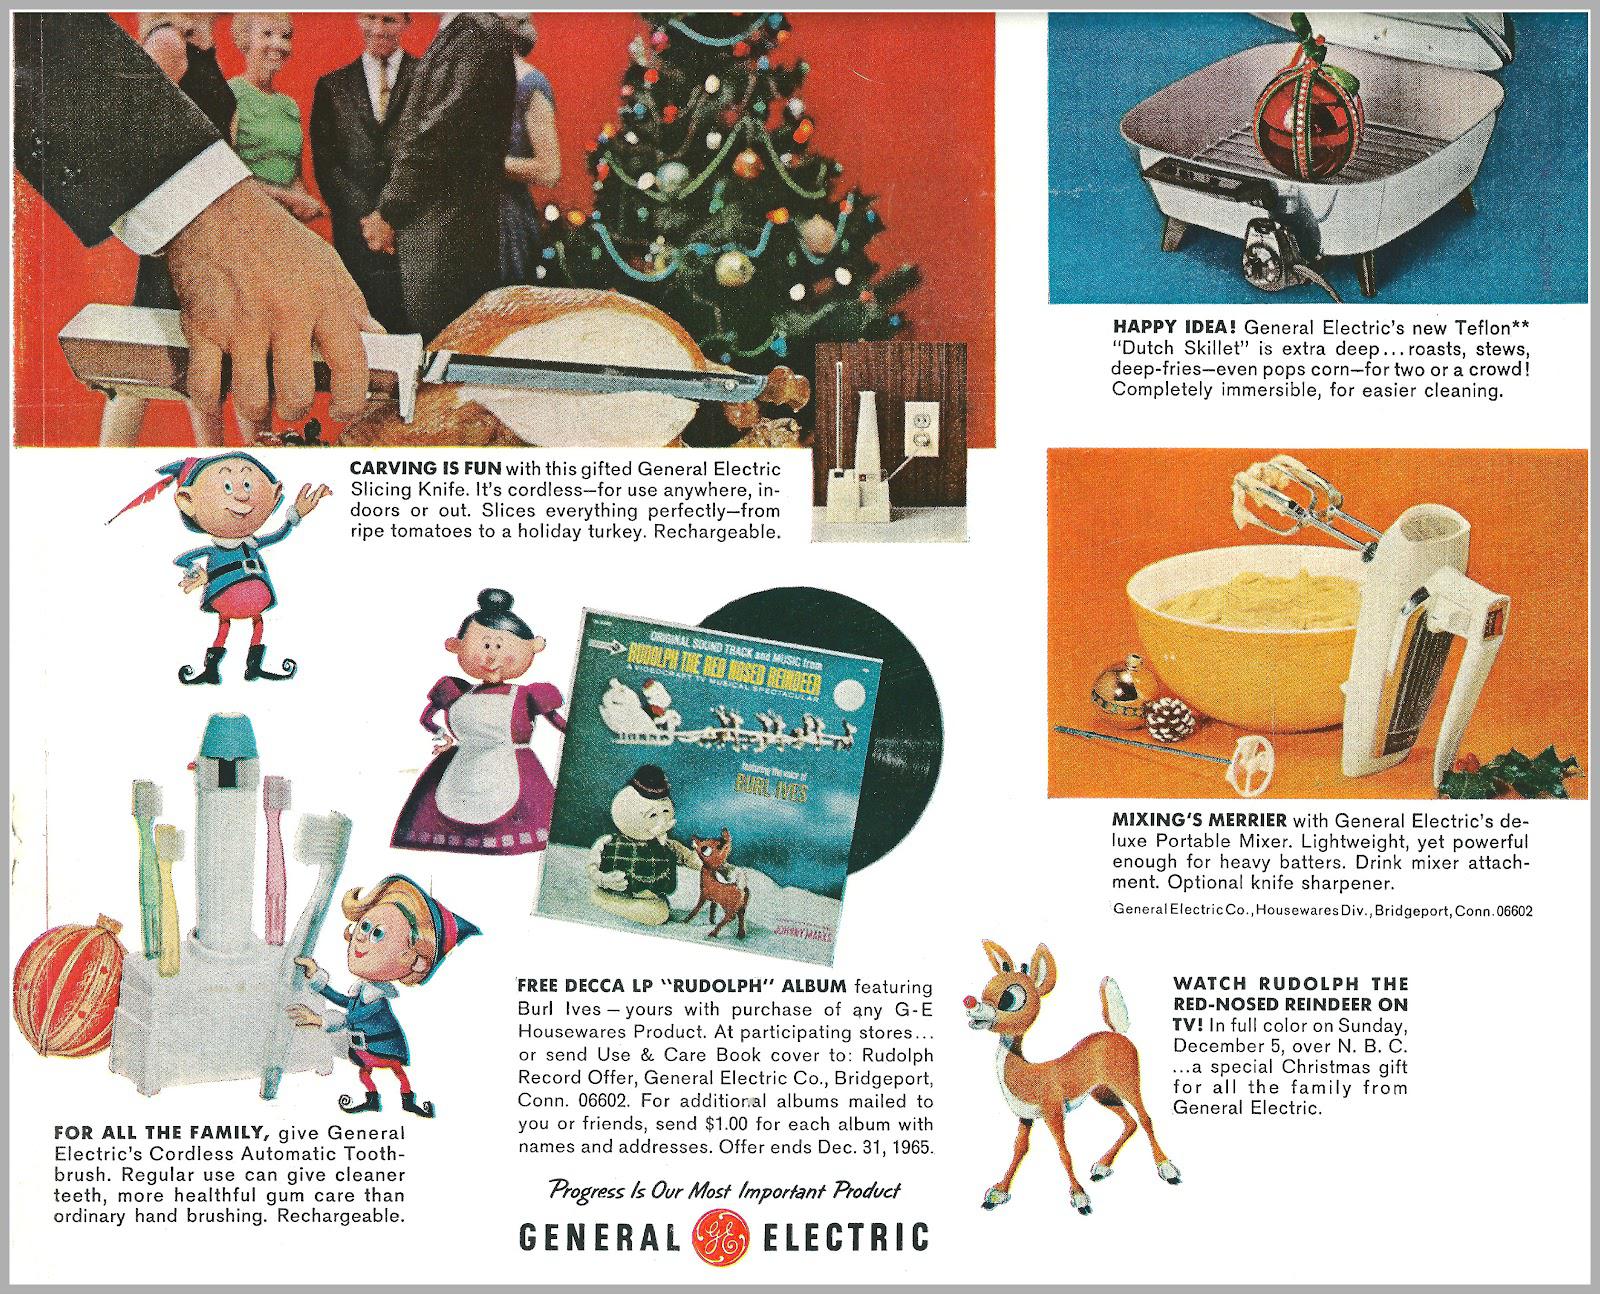 HAPPY IDEA! General Electric's new Teflon**
"Dutch Skillet" is extra deep...roasts, stews,
deep-fries—even pops corn—for two or a crowd!
Completely immersible, for easier cleaning.
CARVING IS FUN with this gifted General Electric
Slicing Knife. It's cordless—for use anywhere, in-
doors or out. Slices everything perfectly—from
ripe tomatoes to a holiday turkey. Rechargeable.
ORIGINAL SOUND TRACK and MUSIC from
RUDOLPH THE RED NOSED REINDEER
A VIDEOCRAFT TV MUSICAL SPECTACULAR
featuring the voice of
BURL IVES
JOHNNY MARKS
MIXING'S MERRIER with General Electric's de-
luxe Portable Mixer. Lightweight, yet powerful
enough for heavy batters. Drink mixer attach-
ment. Optional knife sharpener.
General Electric Co., Housewares Div., Bridgeport, Conn. 06602
FREE DECCA LP "RUDOLPH" ALBUM featuring
Burl Ives — yours with purchase of any G-E
Housewares Product. At participating stores...
or send Use & Care Book cover to: Rudolph
Record Offer, General Electric Co., Bridgeport,
Conn. 06602. For additional albums mailed to
you or friends, send $1.00 for each album with
names and addresses. Offer ends Dec. 31, 1965.
WATCH RUDOLPH THE
RED-NOSED REINDEER ON
TV! In full color on Sunday,
December 5, over N. B. C.
...a special Christmas gift
for all the family from
General Electric.
FOR ALL THE FAMILY, give General
Electric's Cordless Automatic Tooth-
brush. Regular use can give cleaner
teeth, more healthful gum care than
ordinary hand brushing. Rechargeable.
Progress Is Our Most Important Product
GENERAL GE ELECTRIC